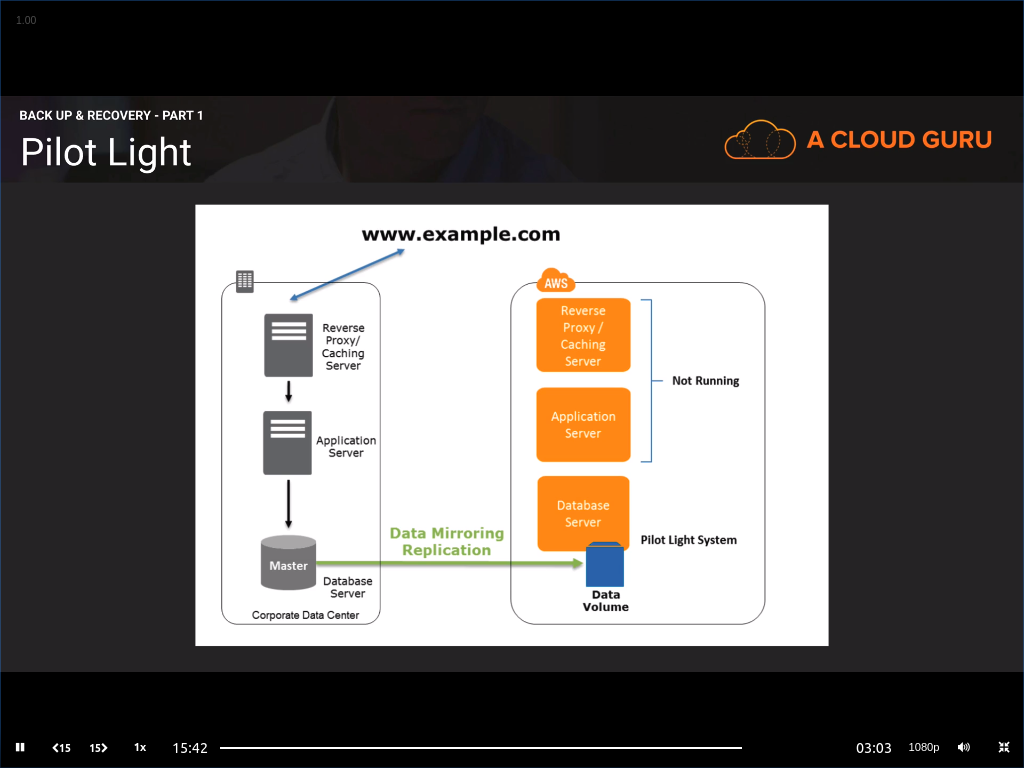 1.00
BACK UP & RECOVERY - PART 1
Pilot Light
A CLOUD GURU
www.example.com
Reverse
Proxy/
Caching
Server
Application
Server
Master
Database
Server
Corporate Data Center
Data Mirroring
Replication
AWS
Reverse
Proxy /
Caching
Server
Not Running
Application
Server
Database
Server
Pilot Light System
Data
Volume
15
15
1x
15:42
03:03
1080p